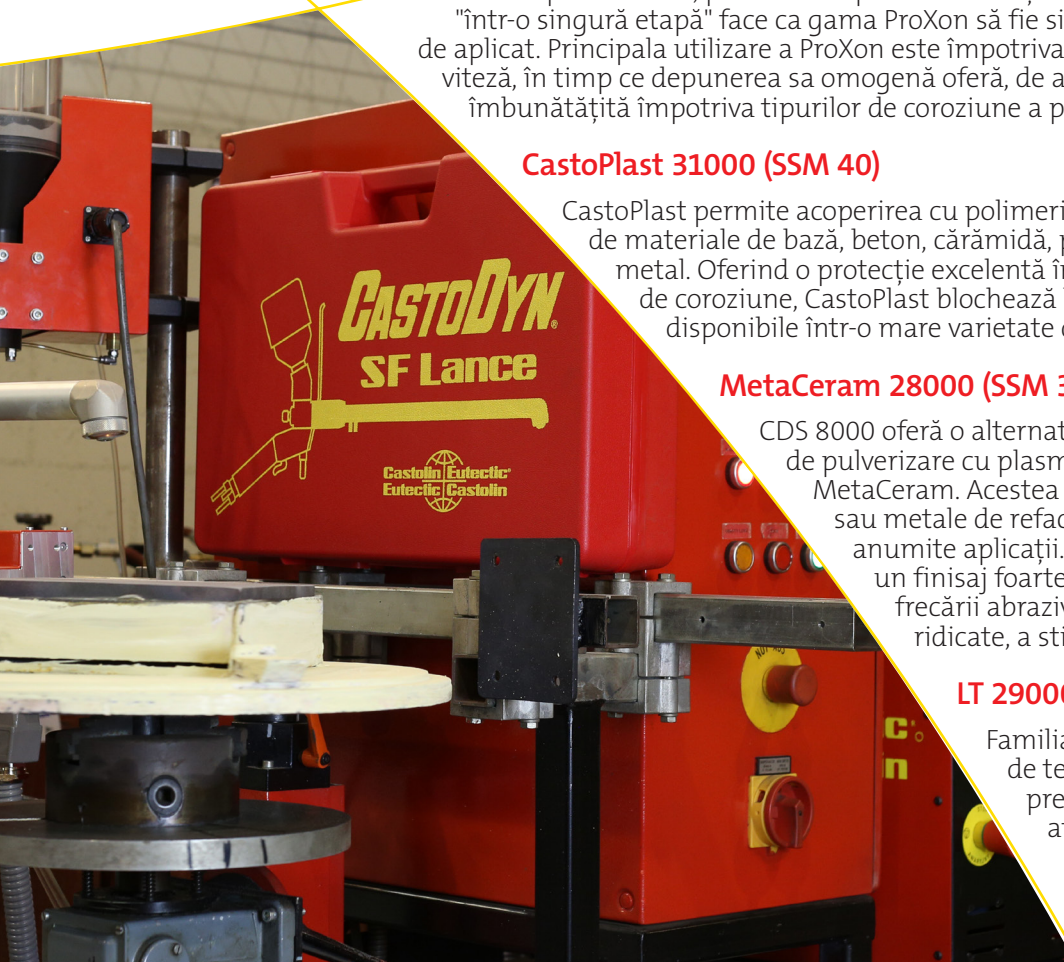 "într-o singură etapă" face ca gama ProXon să fie si
de aplicat. Principala utilizare a ProXon este împotriva
viteză, în timp ce depunerea sa omogenă oferă, de a
îmbunătățită împotriva tipurilor de coroziune a p
CastoPlast 31000 (SSM 40)
CastoPlast permite acoperirea cu polimeri
de materiale de bază, beton, cărămidă, p
metal. Oferind o protecție excelentă în
de coroziune, CastoPlast blochează
disponibile într-o mare varietate
MetaCeram 28000 (SSM 3
CDS 8000 oferă o alternat
de pulverizare cu plasm
MetaCeram. Acestea
sau metale de refac
anumite aplicații.
un finisaj foarte
frecării abraziv
ridicate, a sti
LT 29000
Familia
de te
pre
CASTODYN®
SF Lance
Castolin Eutectic®
Eutectic Castolin